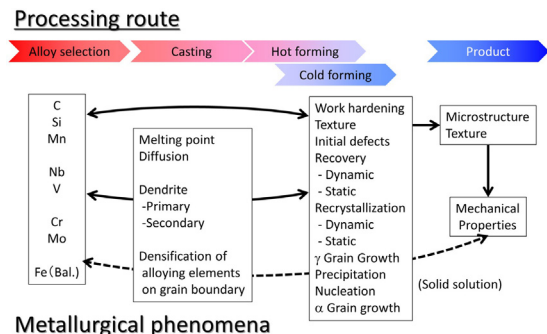 Processing route
Alloy selection
Casting
Hot forming
Product
Cold forming
C
Si
Mn
Nb
V
Cr
Mo
Fe(Bal.)
Melting point
Diffusion
Dendrite
-Primary
-Secondary
Densification of
alloying elements
on grain boundary
Work hardening
Texture
Initial defects
Recovery
- Dynamic
- Static
Recrystallization
- Dynamic
- Static
γ Grain Growth
Precipitation
Nucleation
α Grain growth
Microstructure
Texture
Mechanical
Properties
(Solid solution)
Metallurgical phenomena